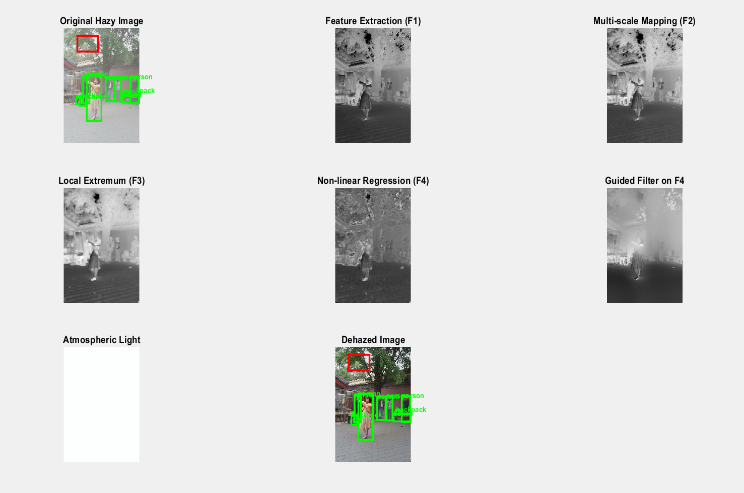 Original Hazy Image
Feature Extraction (F1)
Multi-scale Mapping (F2)
person
Local Extremum (F3)
Non-linear Regression (F4)
Guided Filter on F4
Atmospheric Light
Dehazed Image